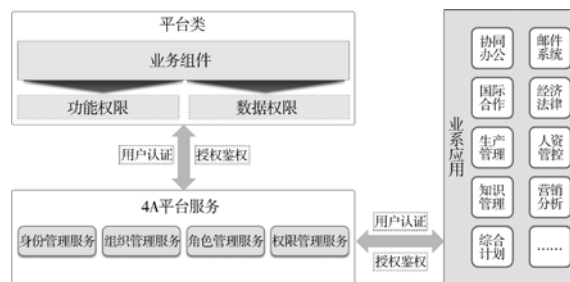 平台类
业务组件
功能权限
数据权限
用户认证
授权鉴权
4A平台服务
身份管理服务
组织管理服务
角色管理服务
权限管理服务
用户认证
授权鉴权
业系应用
协同
办公
邮件
系统
国际
合作
经济
法律
生产
管理
人资
管控
知识
管理
营销
分析
综合
计划
……